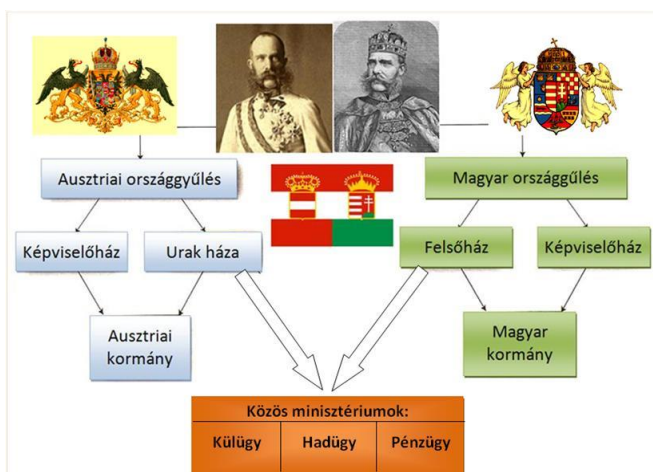 Ausztriai országgyűlés
Magyar országgűlés
Képviselőház
Urak háza
Felsőház
Képviselőház
Ausztriai
kormány
Magyar
kormány
Közös minisztériumok:
Külügy
Hadügy
Pénzügy